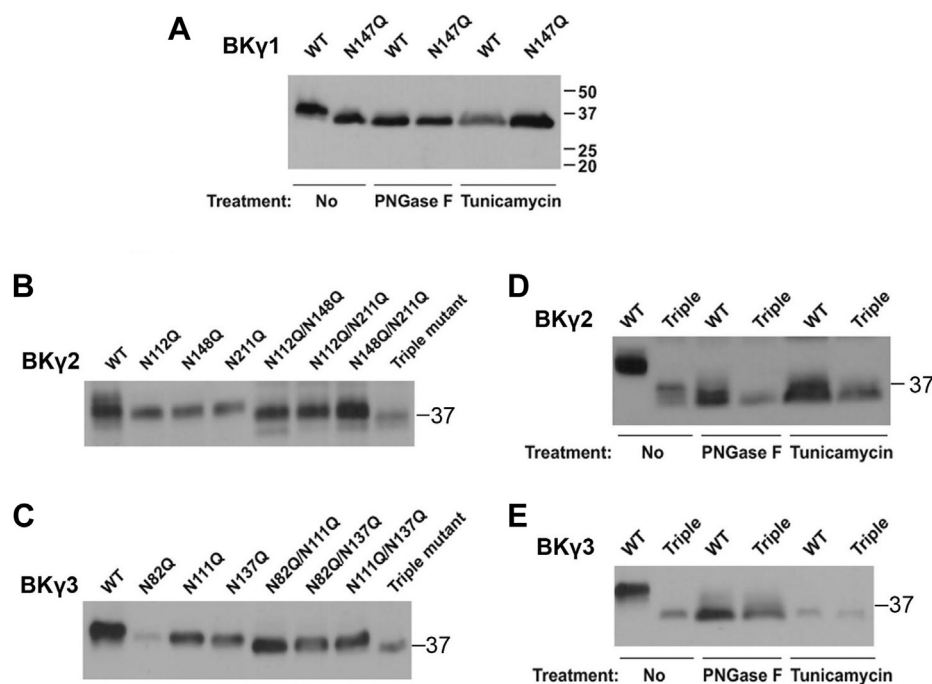 A
BKγ1
WT N147Q WT N147Q WT N147Q
50
37
25
20
Treatment: No PNGase F Tunicamycin
B
BKγ2
WT N112Q N148Q N211Q N112Q/N148Q N112Q/N211Q N148Q/N211Q Triple mutant
37
D
BKγ2
WT Triple WT Triple WT Triple
37
Treatment: No PNGase F Tunicamycin
C
BKγ3
WT N82Q N111Q N137Q N82Q/N111Q N82Q/N137Q N111Q/N137Q Triple mutant
37
E
BKγ3
WT Triple WT Triple WT Triple
37
Treatment: No PNGase F Tunicamycin